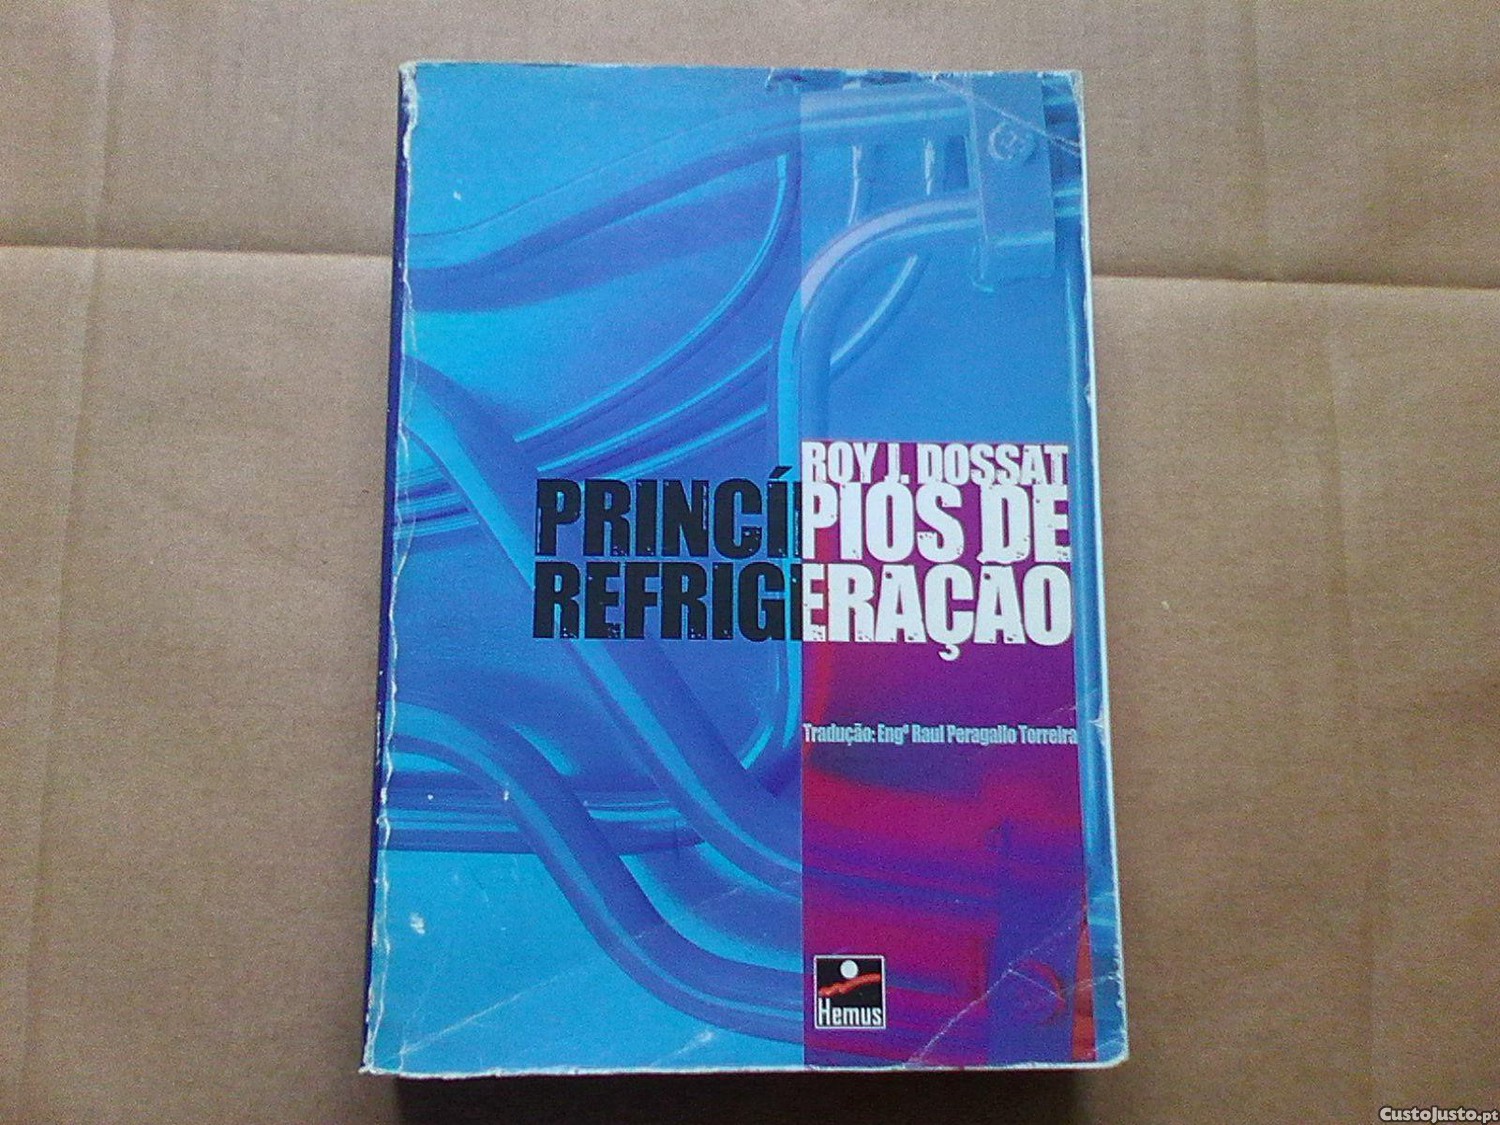 ROY J. DOSSAT
PRINCÍPIOS DE
REFRIGERAÇÃO
Tradução: Engº Raul Peragallo Torreira
Hemus
CustoJusto.pt